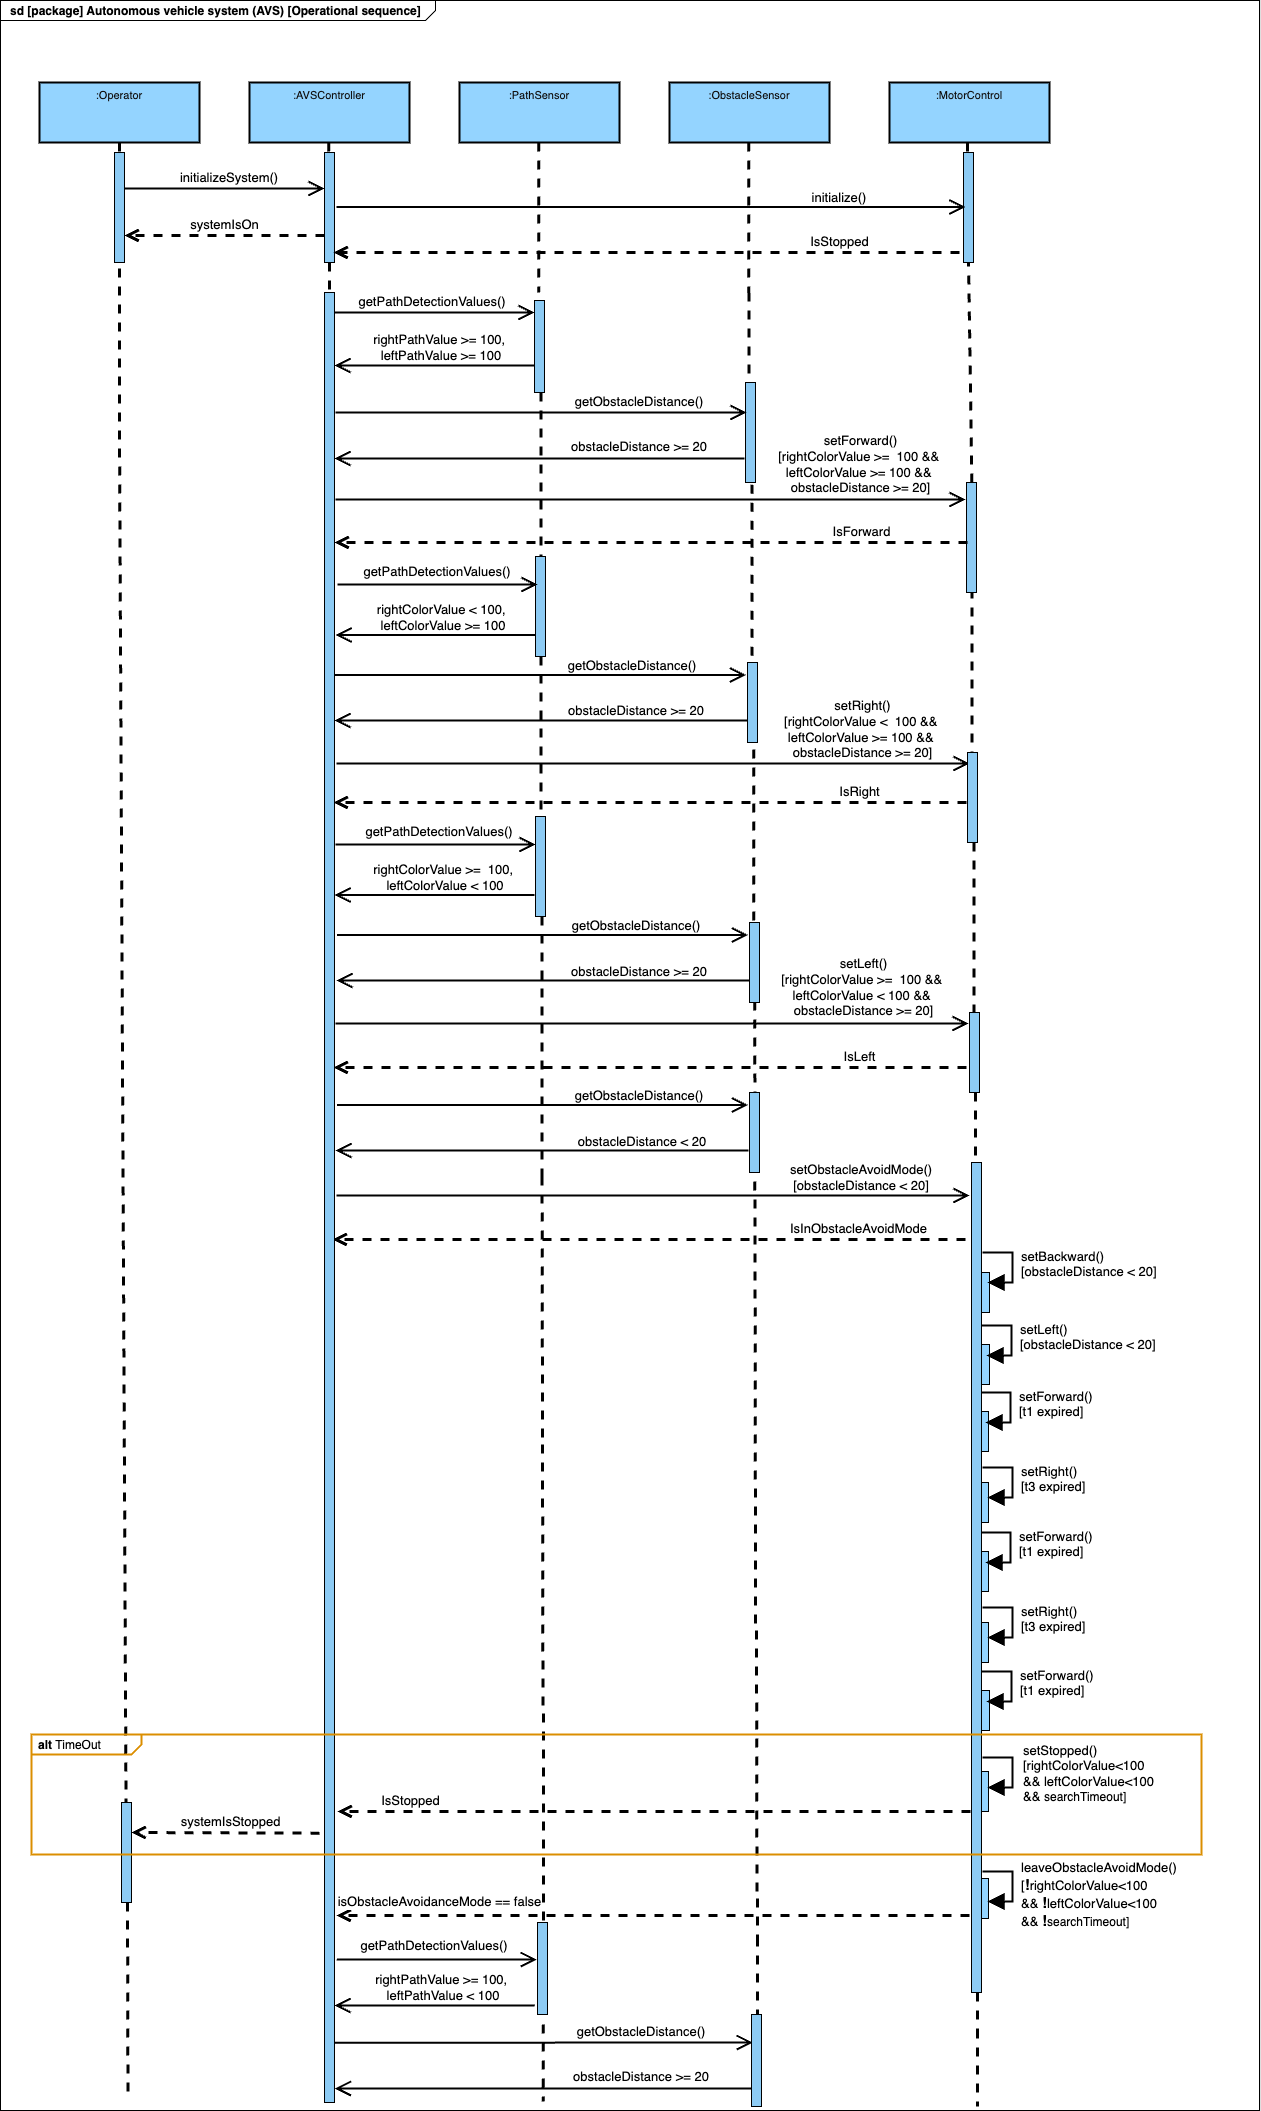 sd [package] Autonomous vehicle system (AVS) [Operational sequence]
:Operator
:AVSController
:PathSensor
:ObstacleSensor
:MotorControl
initializeSystem()
initialize()
systemIsOn
IsStopped
getPathDetectionValues()
rightPathValue >= 100,
leftPathValue >= 100
getObstacleDistance()
obstacleDistance >= 20
setForward()
[rightColorValue >=  100 &&
leftColorValue >= 100 &&
obstacleDistance >= 20]
IsForward
getPathDetectionValues()
rightColorValue < 100,
leftColorValue >= 100
getObstacleDistance()
obstacleDistance >= 20
setRight()
[rightColorValue <  100 &&
leftColorValue >= 100 &&
obstacleDistance >= 20]
IsRight
getPathDetectionValues()
rightColorValue >=  100,
leftColorValue < 100
getObstacleDistance()
obstacleDistance >= 20
setLeft()
[rightColorValue >=  100 &&
leftColorValue < 100 &&
obstacleDistance >= 20]
IsLeft
getObstacleDistance()
obstacleDistance < 20
setObstacleAvoidMode()
[obstacleDistance < 20]
IsInObstacleAvoidMode
setBackward()
[obstacleDistance < 20]
setLeft()
[obstacleDistance < 20]
setForward()
[t1 expired]
setRight()
[t3 expired]
setForward()
[t1 expired]
setRight()
[t3 expired]
setForward()
[t1 expired]
alt TimeOut
setStopped()
[rightColorValue<100
&& leftColorValue<100
&& searchTimeout]
IsStopped
systemIsStopped
leaveObstacleAvoidMode()
[!rightColorValue<100
&& !leftColorValue<100
&& !searchTimeout]
isObstacleAvoidanceMode == false
getPathDetectionValues()
rightPathValue >= 100,
leftPathValue < 100
getObstacleDistance()
obstacleDistance >= 20